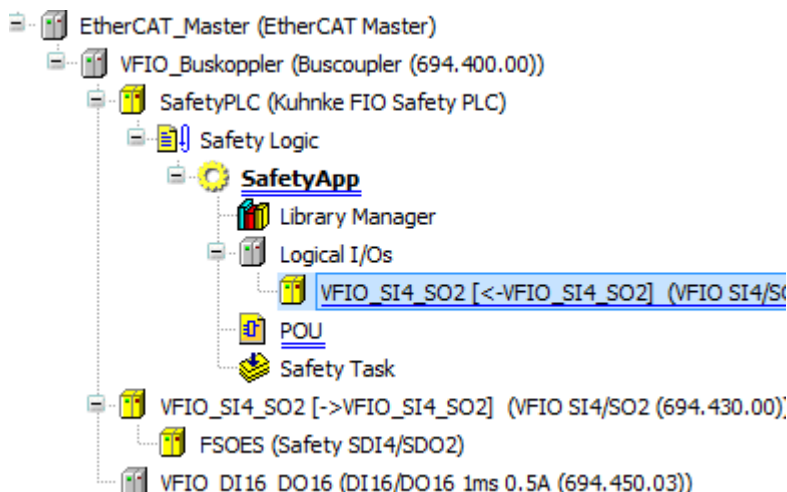 EtherCAT_Master (EtherCAT Master)
VFIO_Buskoppler (Buscoupler (694.400.00))
SafetyPLC (Kuhnke FIO Safety PLC)
Safety Logic
SafetyApp
Library Manager
Logical I/Os
VFIO_SI4_SO2 [<-VFIO_SI4_SO2] (VFIO SI4/SO
POU
Safety Task
VFIO_SI4_SO2 [->VFIO_SI4_SO2] (VFIO SI4/SO2 (694.430.00))
FSOES (Safety SDI4/SDO2)
VFIO_DI16_DO16 (DI16/DO16 1ms 0.5A (694.450.03))